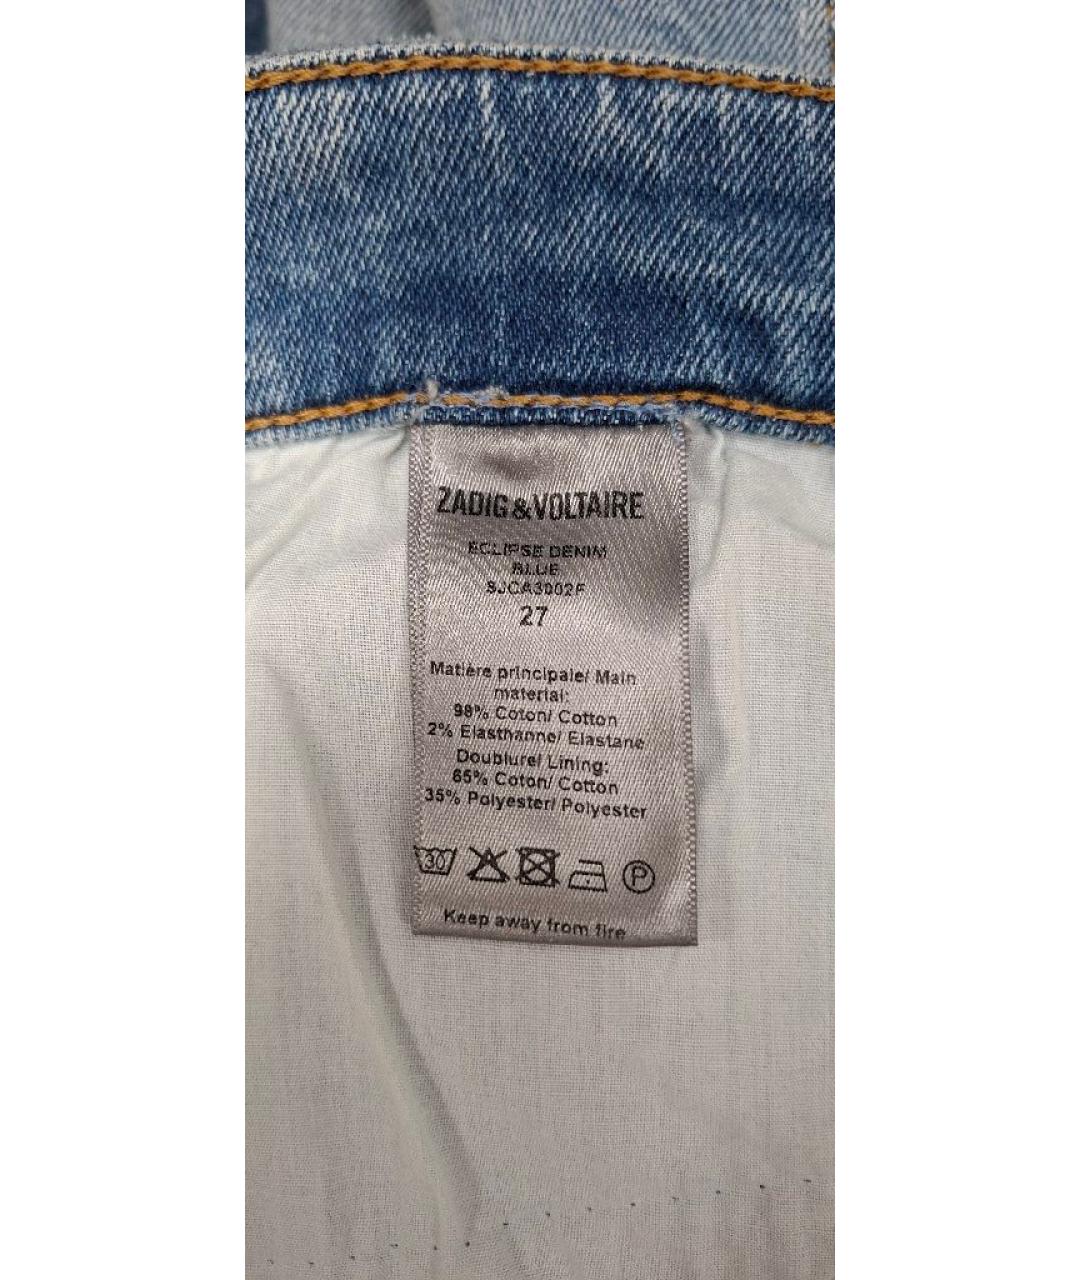 ZADIG&VOLTAIRE
ECLIPSE DENIM
BLUE
SJCA3002F
27
Matière principale/ Main
material:
98% Coton/ Cotton
2% Elasthanne/ Elastane
Doublure/ Lining:
65% Coton/ Cotton
35% Polyester/ Polyester
30 P
Keep away from fire